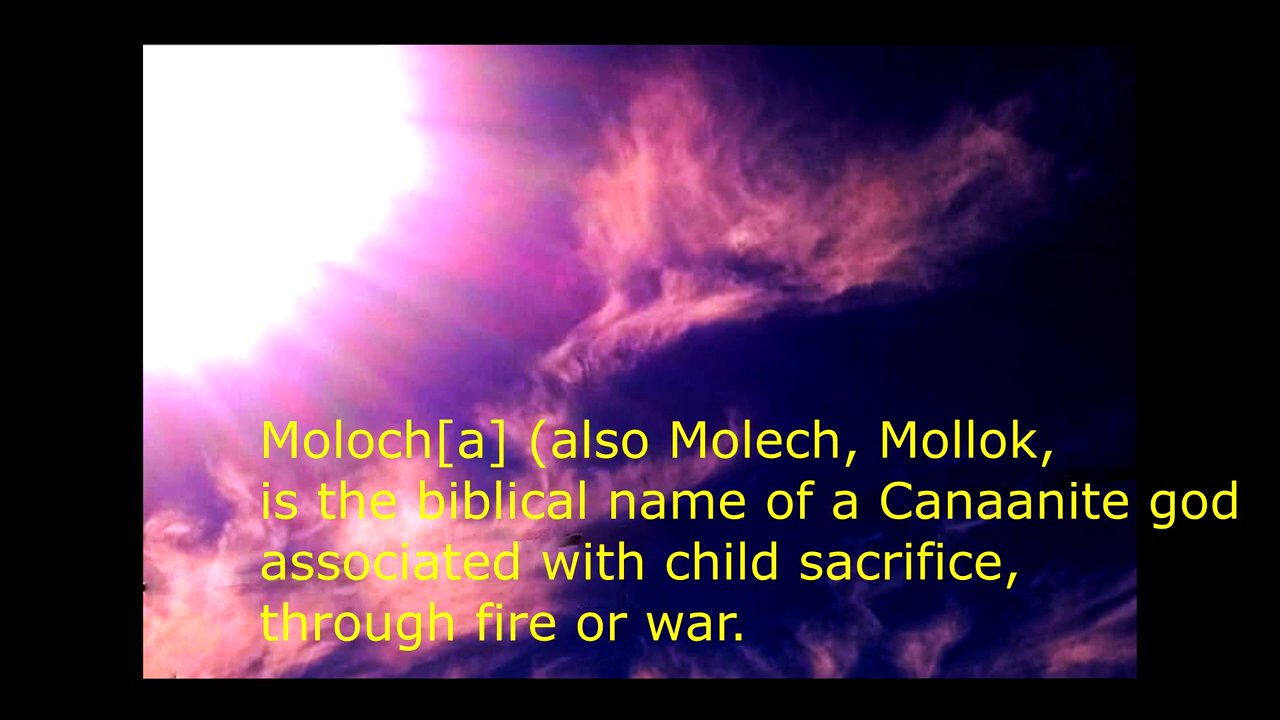 Moloch[a] (also Molech, Mollok,
is the biblical name of a Canaanite god
associated with child sacrifice,
through fire or war.